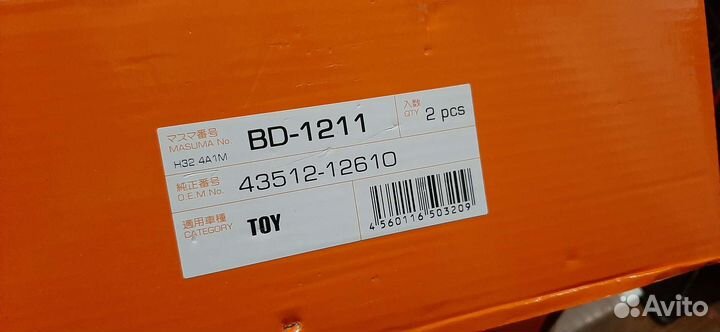 マスマ番号
MASUMA No. BD-1211
入数
QTY 2 pcs
H32 4A1M
純正番号
O.E.M.No. 43512-12610
適用車種
CATEGORY TOY
4 560116 503209
Avito